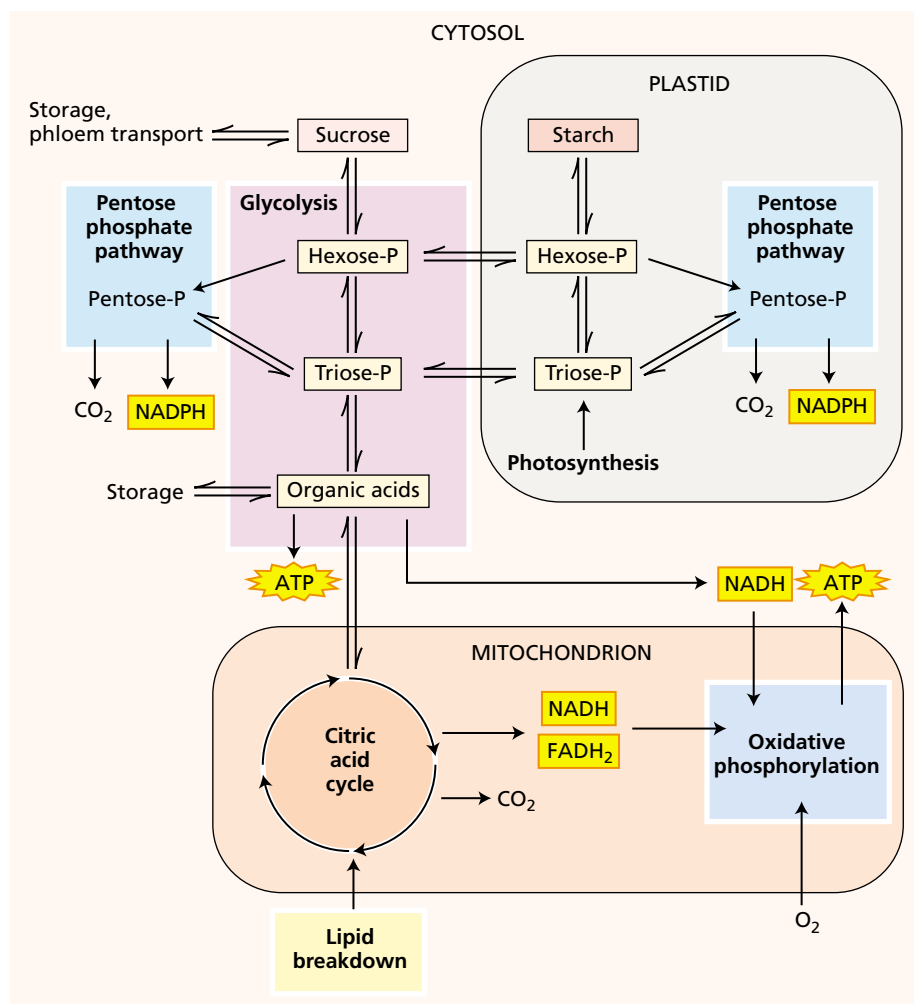 CYTOSOL
PLASTID
Storage,
phloem transport
Sucrose
Starch
Pentose
phosphate
pathway
Glycolysis
Pentose
phosphate
pathway
Hexose-P
Hexose-P
Pentose-P
Pentose-P
Triose-P
Triose-P
CO₂
NADPH
CO₂
NADPH
Photosynthesis
Storage
Organic acids
ATP
NADH
ATP
MITOCHONDRION
Citric
acid
cycle
NADH
FADH₂
Oxidative
phosphorylation
CO₂
O₂
Lipid
breakdown